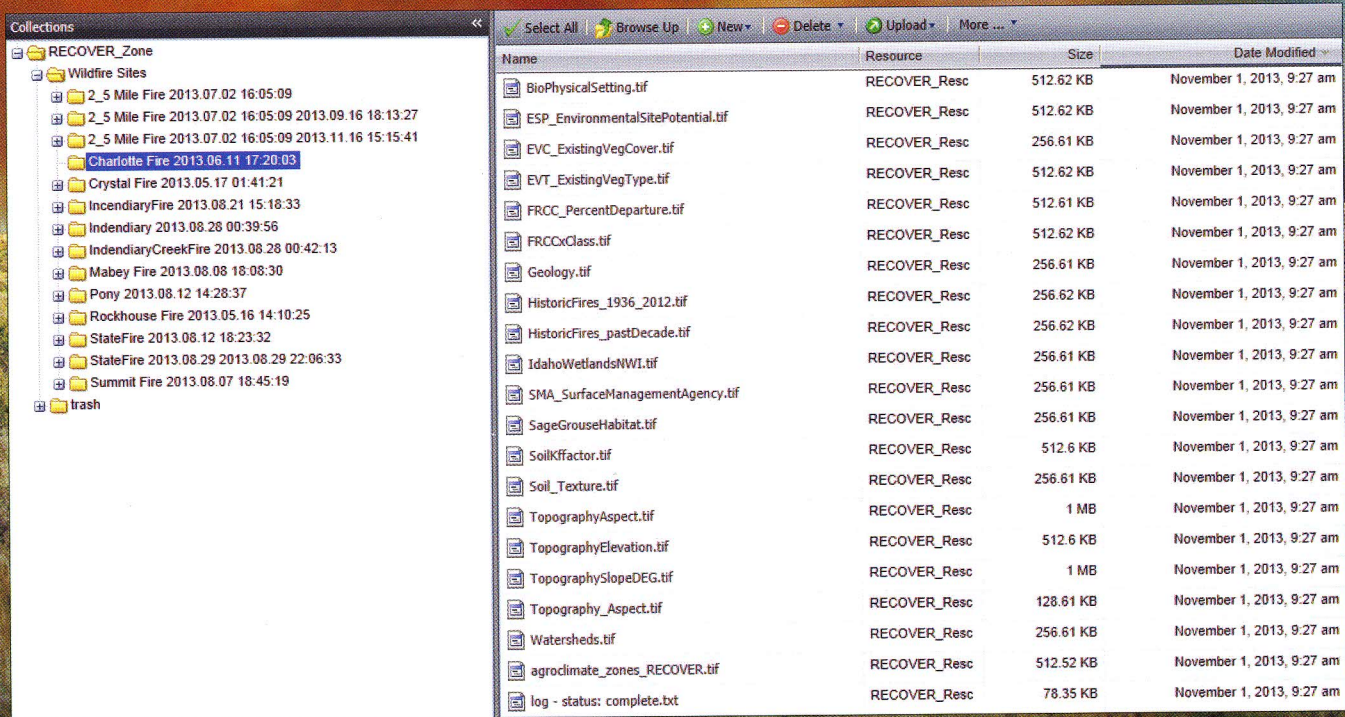 Collections «
RECOVER_Zone
Wildfire Sites
2_5 Mile Fire 2013.07.02 16:05:09
2_5 Mile Fire 2013.07.02 16:05:09 2013.09.16 18:13:27
2_5 Mile Fire 2013.07.02 16:05:09 2013.11.16 15:15:41
Charlotte Fire 2013.06.11 17:20:03
Crystal Fire 2013.05.17 01:41:21
IncendiaryFire 2013.08.21 15:18:33
Indendiary 2013.08.28 00:39:56
IndendiaryCreekFire 2013.08.28 00:42:13
Mabey Fire 2013.08.08 18:08:30
Pony 2013.08.12 14:28:37
Rockhouse Fire 2013.05.16 14:10:25
StateFire 2013.08.12 18:23:32
StateFire 2013.08.29 2013.08.29 22:06:33
Summit Fire 2013.08.07 18:45:19
trash
Select All Browse Up New Delete Upload More ...
Name Resource Size Date Modified
BioPhysicalSetting.tif RECOVER_Resc 512.62 KB November 1, 2013, 9:27 am
ESP_EnvironmentalSitePotential.tif RECOVER_Resc 512.62 KB November 1, 2013, 9:27 am
EVC_ExistingVegCover.tif RECOVER_Resc 256.61 KB November 1, 2013, 9:27 am
EVT_ExistingVegType.tif RECOVER_Resc 512.62 KB November 1, 2013, 9:27 am
FRCC_PercentDeparture.tif RECOVER_Resc 512.61 KB November 1, 2013, 9:27 am
FRCCxClass.tif RECOVER_Resc 512.62 KB November 1, 2013, 9:27 am
Geology.tif RECOVER_Resc 256.61 KB November 1, 2013, 9:27 am
HistoricFires_1936_2012.tif RECOVER_Resc 256.62 KB November 1, 2013, 9:27 am
HistoricFires_pastDecade.tif RECOVER_Resc 256.62 KB November 1, 2013, 9:27 am
IdahoWetlandsNWI.tif RECOVER_Resc 256.61 KB November 1, 2013, 9:27 am
SMA_SurfaceManagementAgency.tif RECOVER_Resc 256.61 KB November 1, 2013, 9:27 am
SageGrouseHabitat.tif RECOVER_Resc 256.61 KB November 1, 2013, 9:27 am
SoilKffactor.tif RECOVER_Resc 512.6 KB November 1, 2013, 9:27 am
Soil_Texture.tif RECOVER_Resc 256.61 KB November 1, 2013, 9:27 am
TopographyAspect.tif RECOVER_Resc 1 MB November 1, 2013, 9:27 am
TopographyElevation.tif RECOVER_Resc 512.6 KB November 1, 2013, 9:27 am
TopographySlopeDEG.tif RECOVER_Resc 1 MB November 1, 2013, 9:27 am
Topography_Aspect.tif RECOVER_Resc 128.61 KB November 1, 2013, 9:27 am
Watersheds.tif RECOVER_Resc 256.61 KB November 1, 2013, 9:27 am
agroclimate_zones_RECOVER.tif RECOVER_Resc 512.52 KB November 1, 2013, 9:27 am
log - status: complete.txt RECOVER_Resc 78.35 KB November 1, 2013, 9:27 am